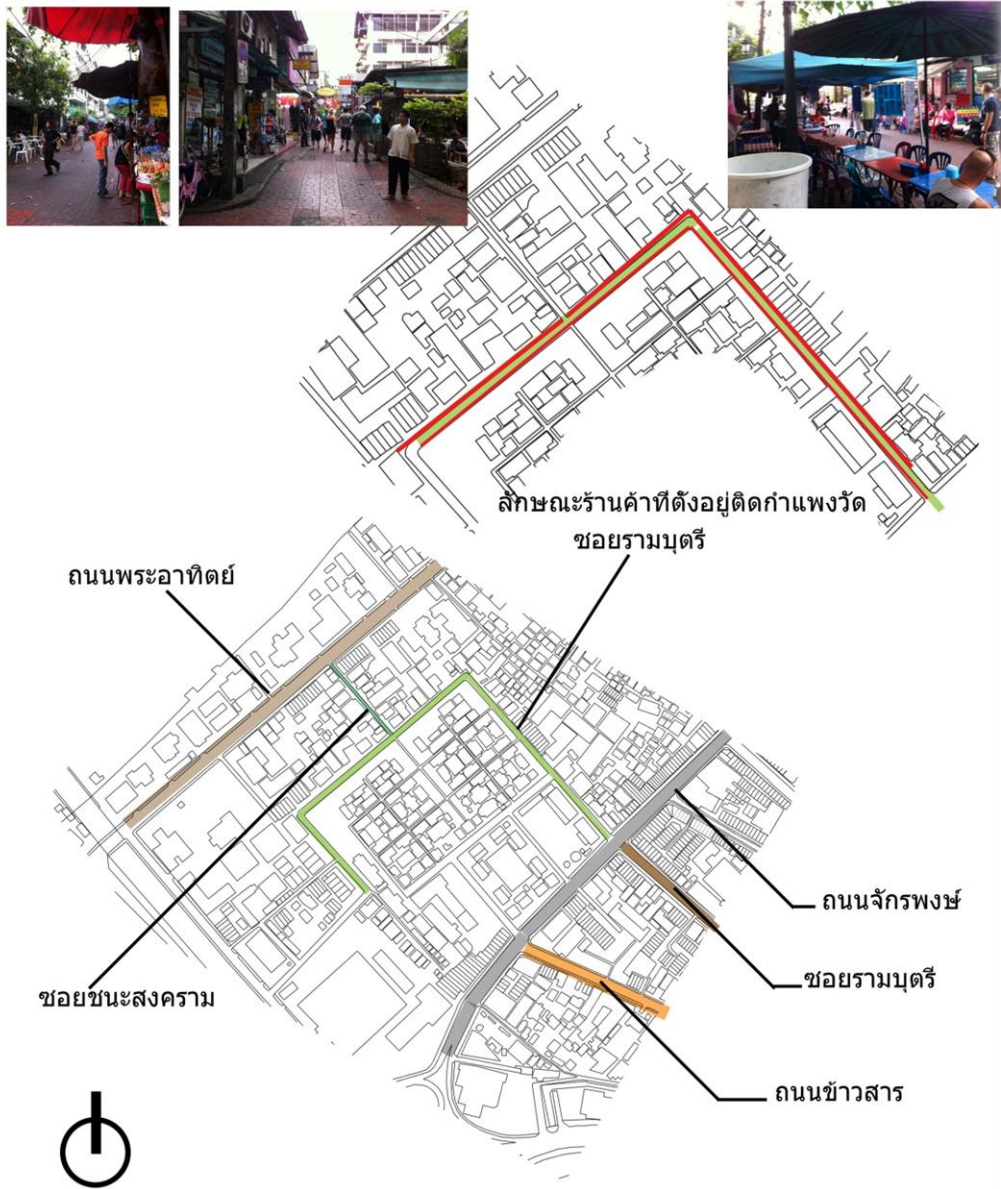 ลักษณะร้านค้าที่ตั้งอยู่ติดกำแพงวัด
ซอยรามบุตรี
ถนนพระอาทิตย์
ถนนจักรพงษ์
ซอยรามบุตรี
ซอยชนะสงคราม
ถนนข้าวสาร